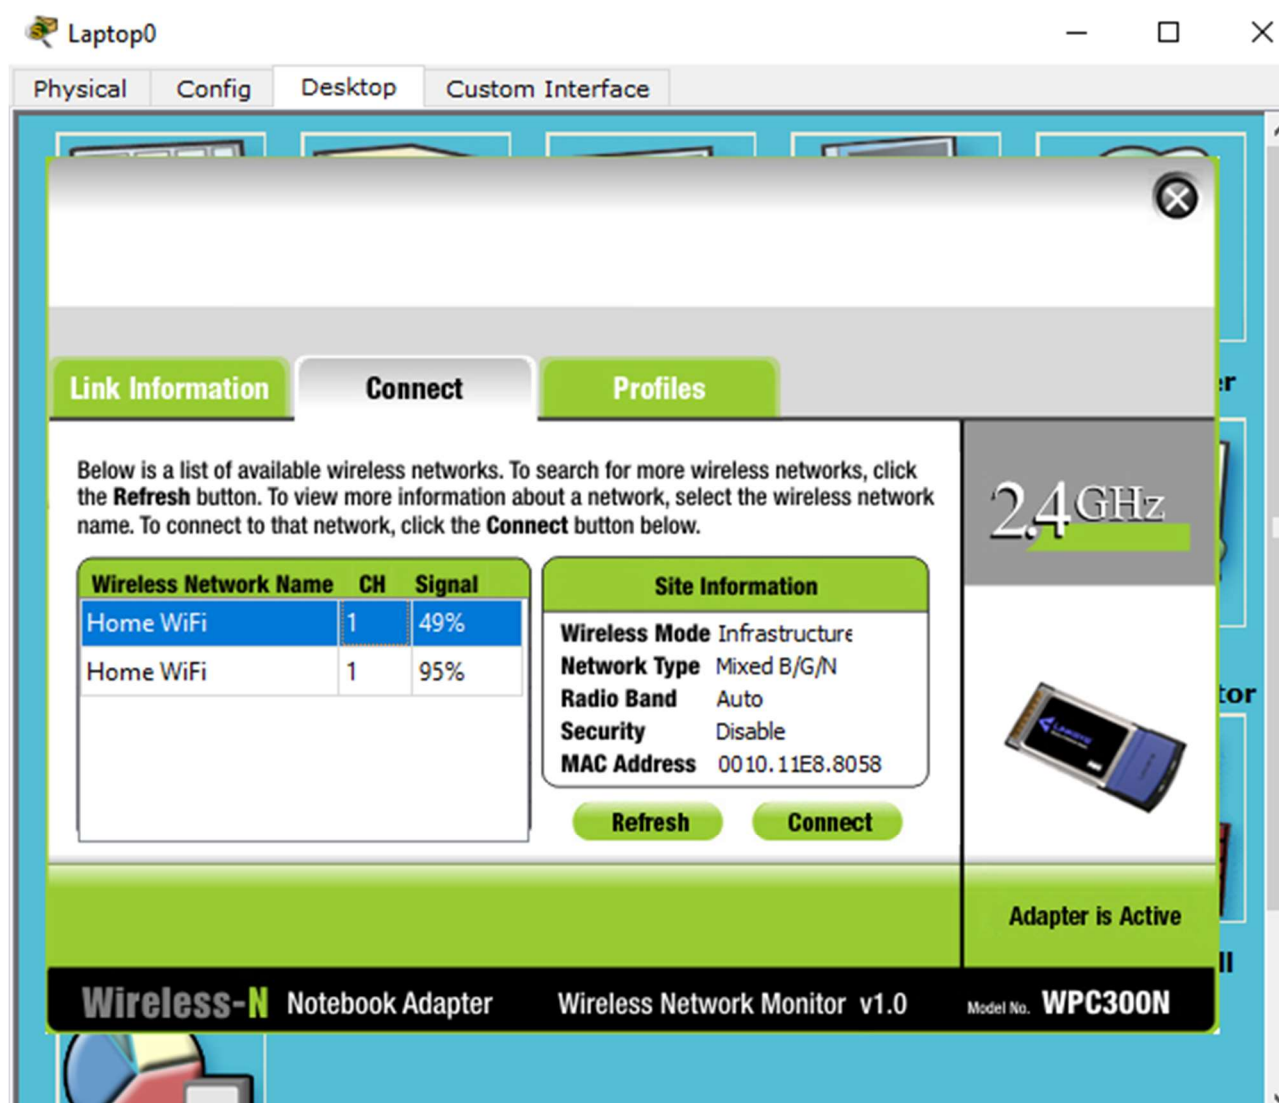 Laptop0
Physical Config Desktop Custom Interface
Link Information Connect Profiles
Below is a list of available wireless networks. To search for more wireless networks, click
the Refresh button. To view more information about a network, select the wireless network
name. To connect to that network, click the Connect button below.
2.4GHz
Wireless Network Name CH Signal
Home WiFi 1 49%
Home WiFi 1 95%
Site Information
Wireless Mode Infrastructure
Network Type Mixed B/G/N
Radio Band Auto
Security Disable
MAC Address 0010.11E8.8058
Refresh Connect
LINKSYS
Adapter is Active
Wireless-N Notebook Adapter Wireless Network Monitor v1.0 Model No. WPC300N